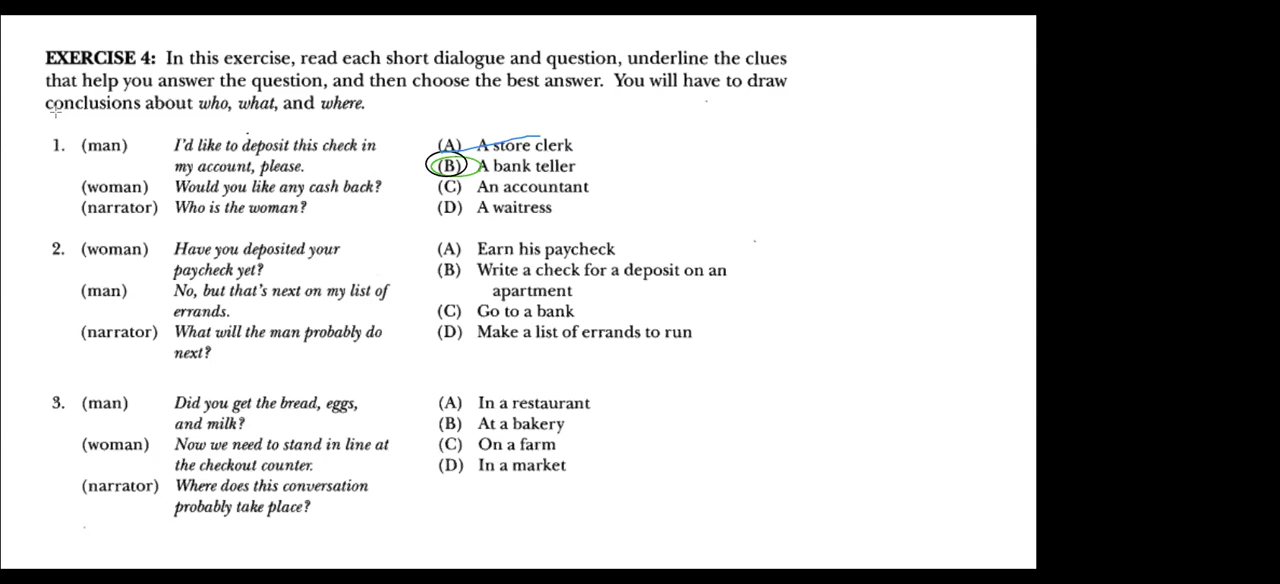 EXERCISE 4: In this exercise, read each short dialogue and question, underline the clues
that help you answer the question, and then choose the best answer. You will have to draw
conclusions about who, what, and where.
1. (man) I'd like to deposit this check in
my account, please.
(woman) Would you like any cash back?
(narrator) Who is the woman?
(A) A store clerk
(B) A bank teller
(C) An accountant
(D) A waitress
2. (woman) Have you deposited your
paycheck yet?
(man) No, but that's next on my list of
errands.
(narrator) What will the man probably do
next?
(A) Earn his paycheck
(B) Write a check for a deposit on an
apartment
(C) Go to a bank
(D) Make a list of errands to run
3. (man) Did you get the bread, eggs,
and milk?
(woman) Now we need to stand in line at
the checkout counter.
(narrator) Where does this conversation
probably take place?
(A) In a restaurant
(B) At a bakery
(C) On a farm
(D) In a market